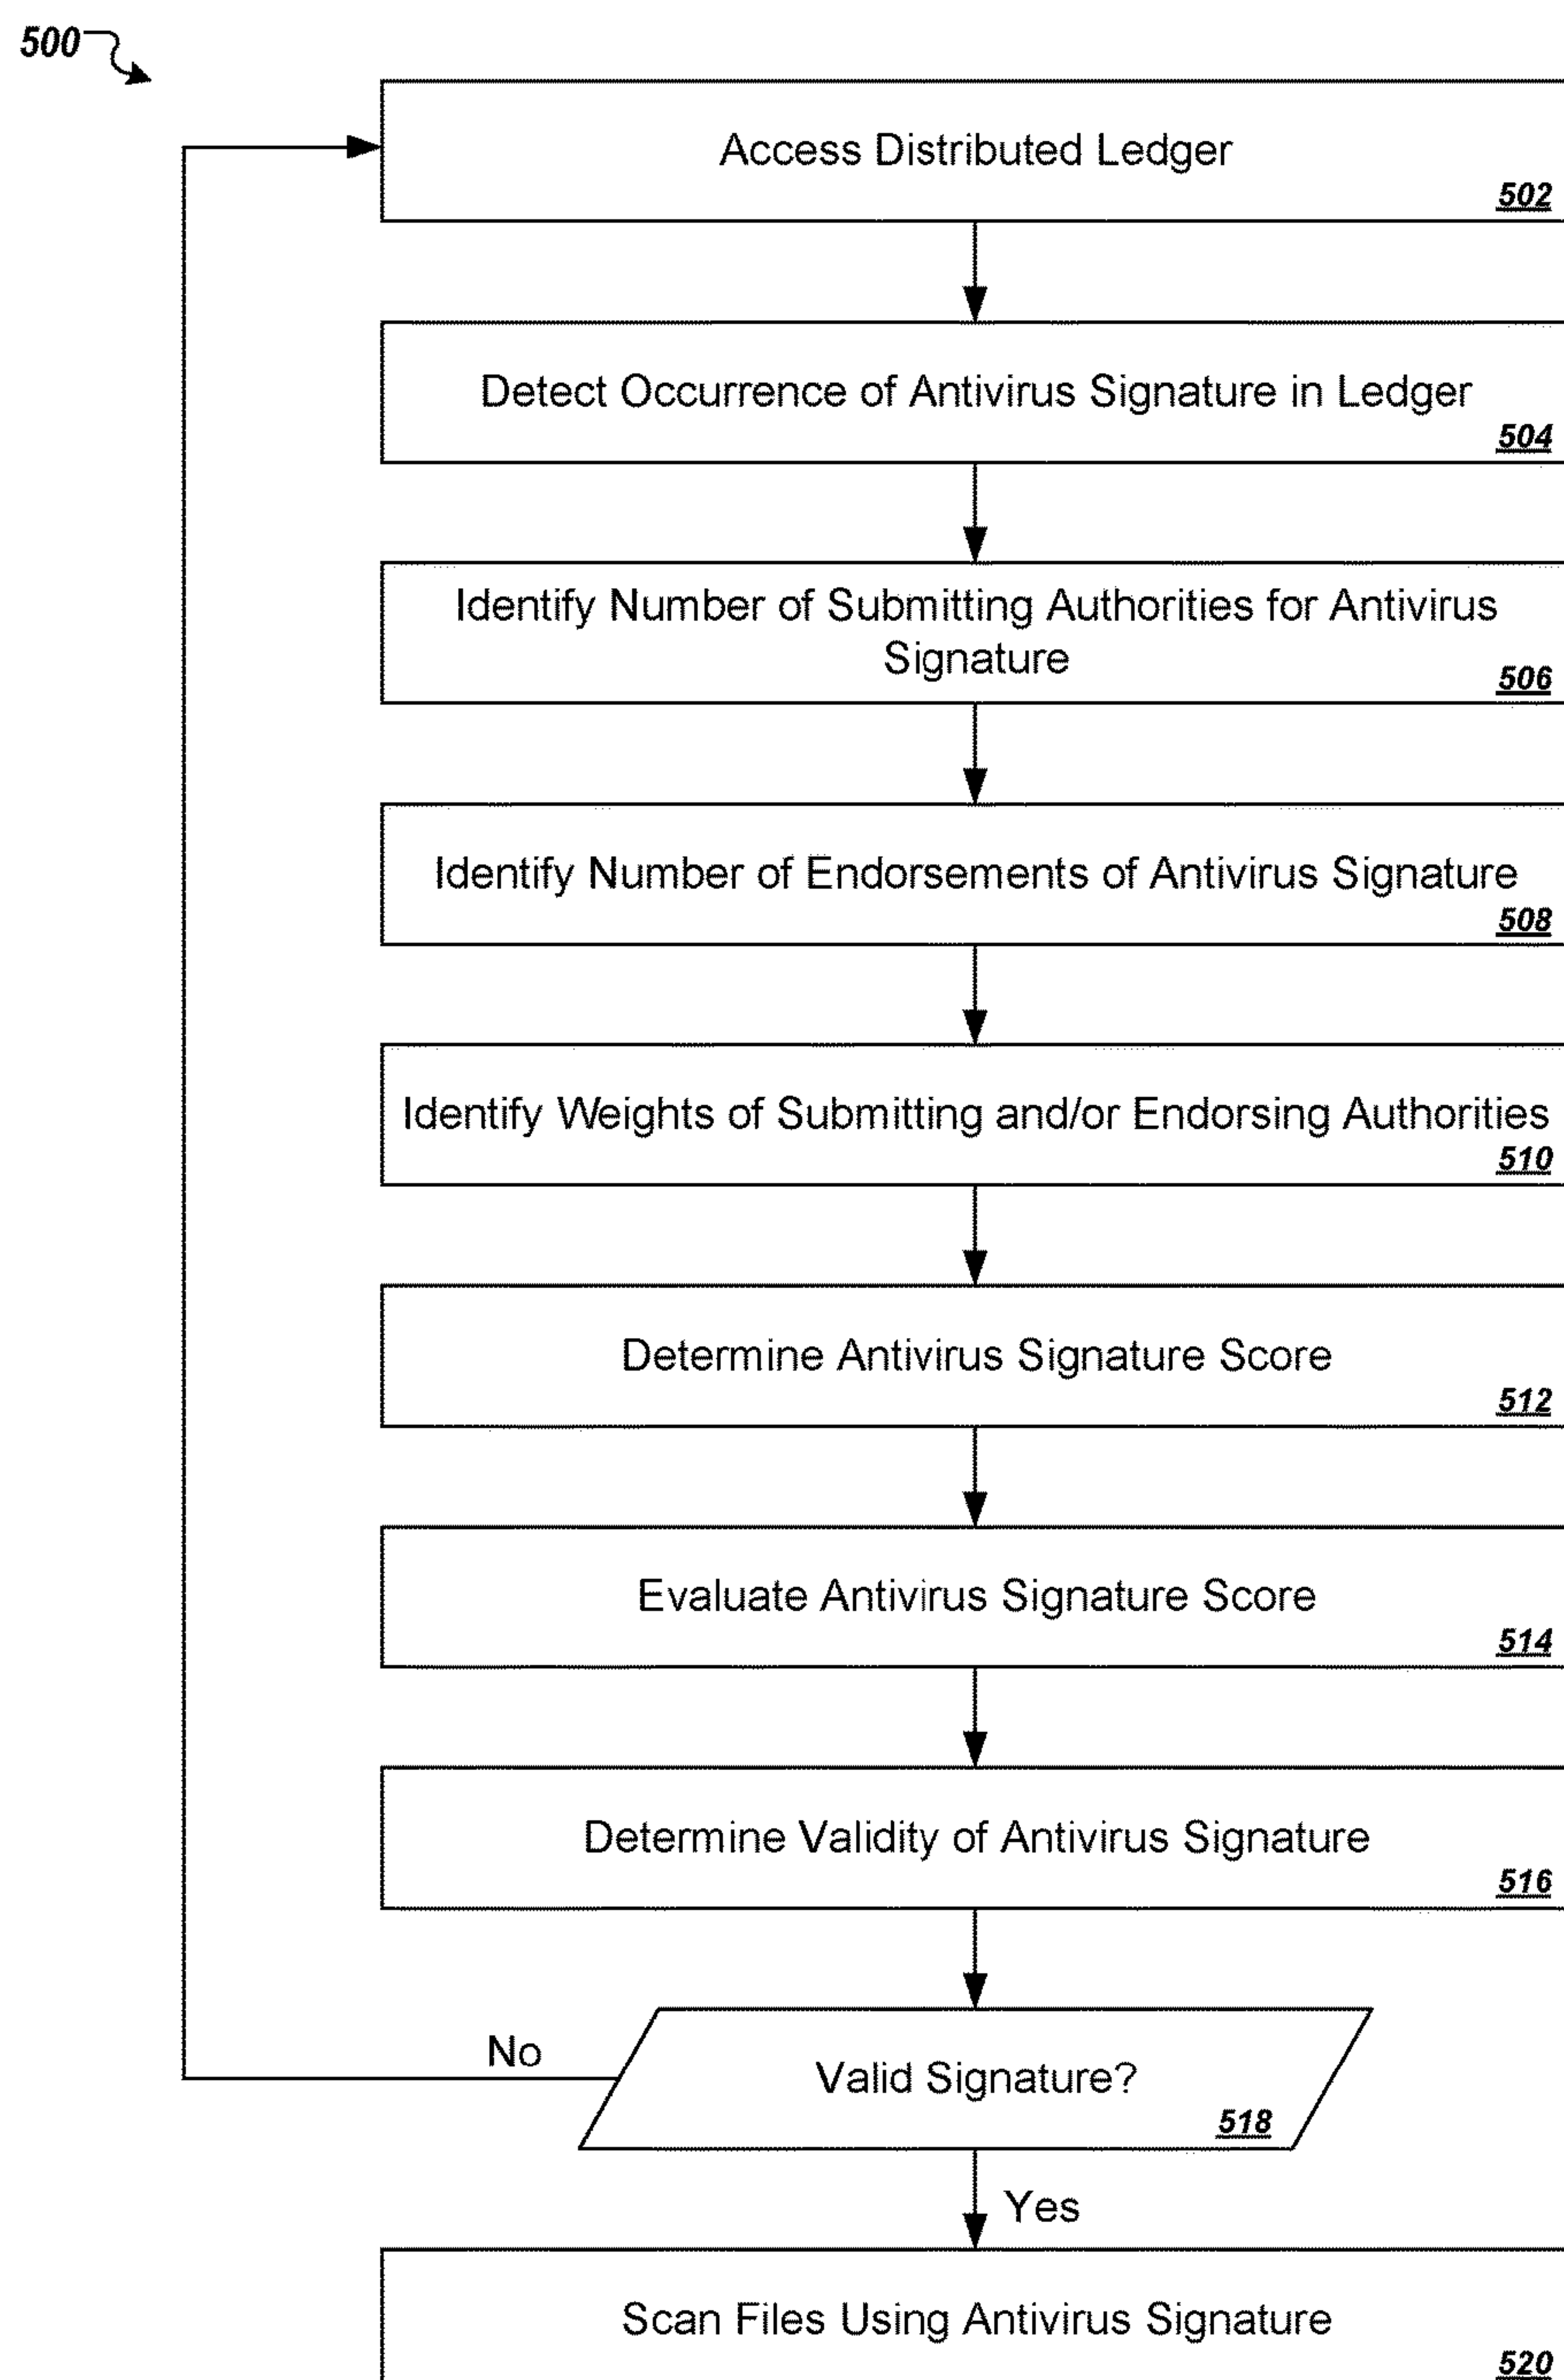 500
Access Distributed Ledger
502
Detect Occurrence of Antivirus Signature in Ledger
504
Identify Number of Submitting Authorities for Antivirus
Signature
506
Identify Number of Endorsements of Antivirus Signature
508
Identify Weights of Submitting and/or Endorsing Authorities
510
Determine Antivirus Signature Score
512
Evaluate Antivirus Signature Score
514
Determine Validity of Antivirus Signature
516
No
Valid Signature?
518
Yes
Scan Files Using Antivirus Signature
520